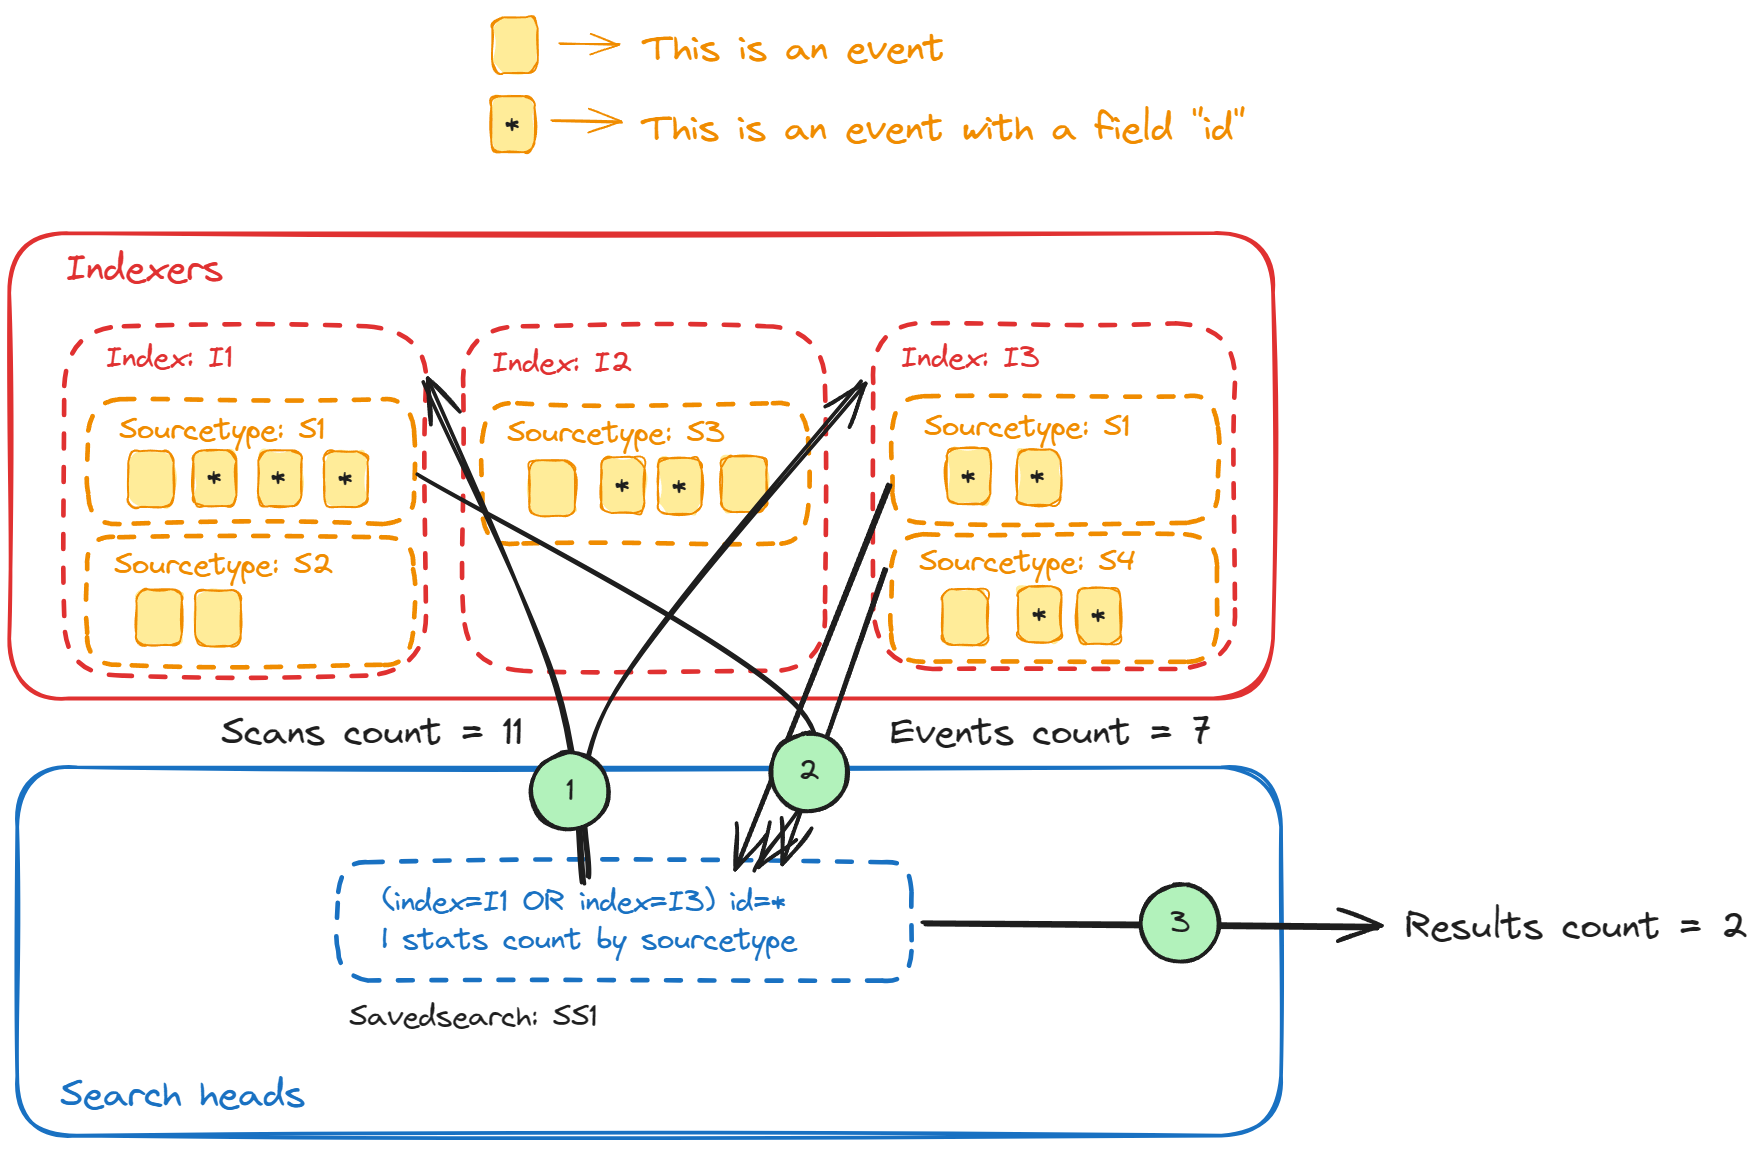 This is an event
*
This is an event with a field "id"
Indexers
Index: I1
Index: I2
Index: I3
Sourcetype: S1
* * *
Sourcetype: S3
* *
Sourcetype: S1
* *
Sourcetype: S2
Sourcetype: S4
* *
Scans count = 11
Events count = 7
1
2
(index=I1 OR index=I3) id=*
| stats count by sourcetype
Savedsearch: SS1
3
Results count = 2
Search heads